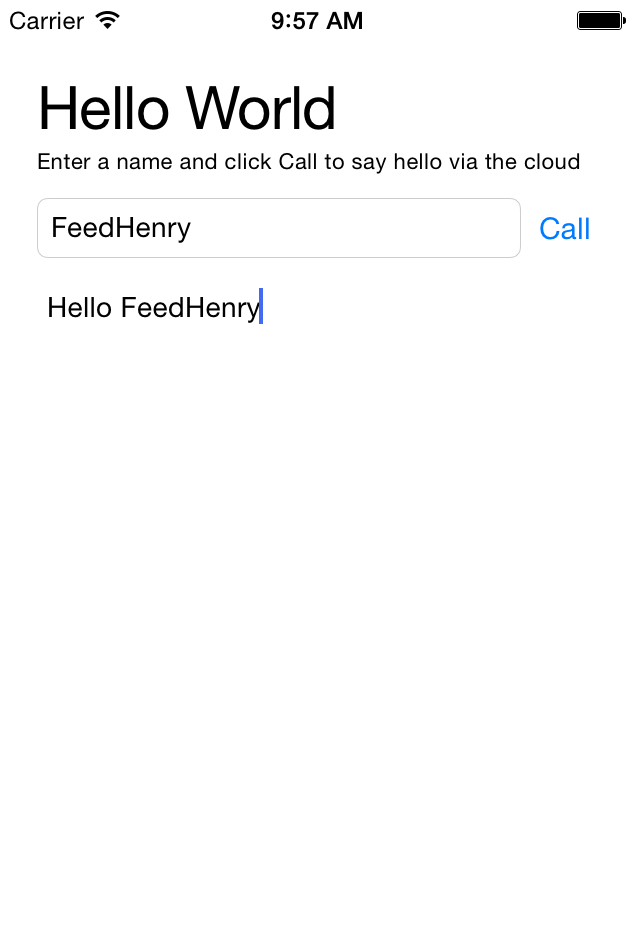 Carrier 9:57 AM
Hello World
Enter a name and click Call to say hello via the cloud
FeedHenry Call
Hello FeedHenry